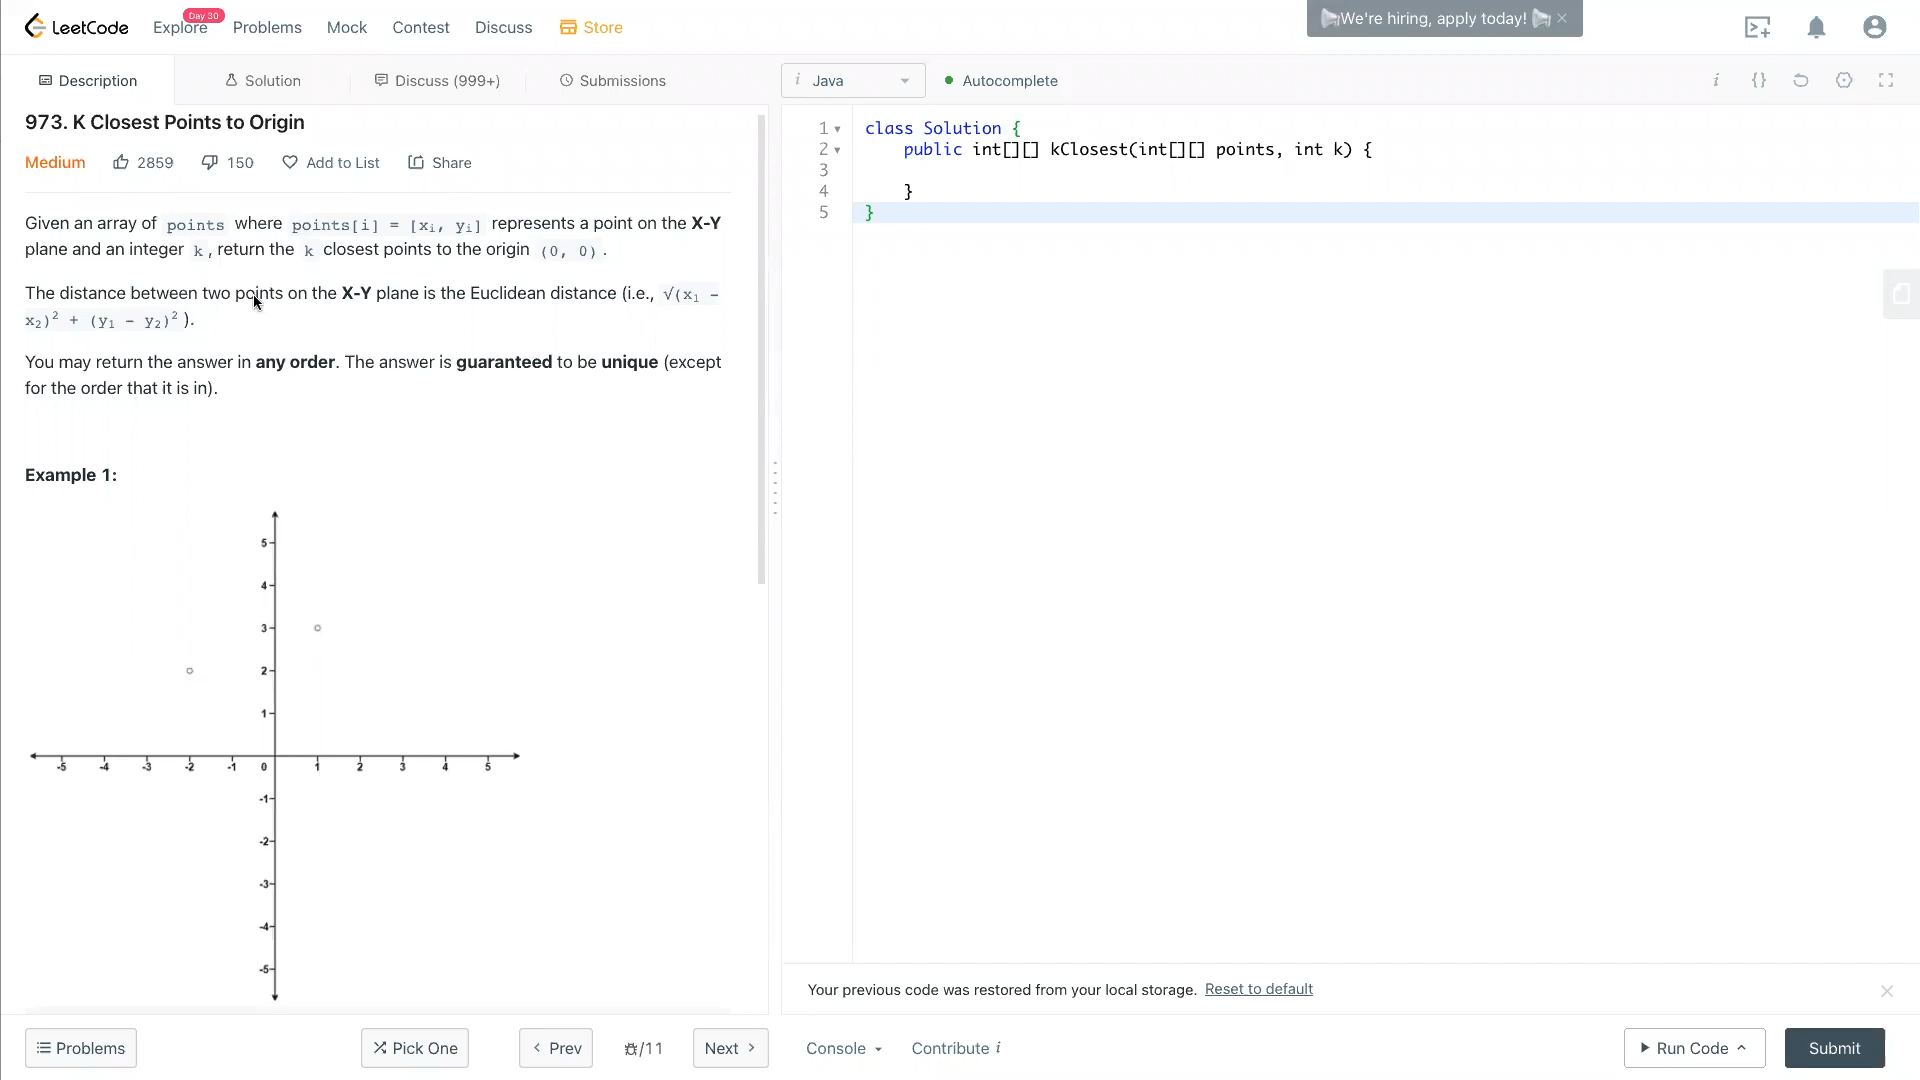 LeetCode Explore Day 30 Problems Mock Contest Discuss Store We're hiring, apply today!
Description Solution Discuss (999+) Submissions i Java Autocomplete i {}
973. K Closest Points to Origin
Medium 2859 150 Add to List Share
Given an array of points where points[i] = [xᵢ, yᵢ] represents a point on the X-Y
plane and an integer k, return the k closest points to the origin (0, 0).
The distance between two points on the X-Y plane is the Euclidean distance (i.e., √(x₁ −
x₂)² + (y₁ − y₂)²).
You may return the answer in any order. The answer is guaranteed to be unique (except
for the order that it is in).
Example 1:
5
4
3
2
1
-5 -4 -3 -2 -1 0 1 2 3 4 5
-1
-2
-3
-4
-5
1 class Solution {
2 public int[][] kClosest(int[][] points, int k) {
3
4 }
5 }
Your previous code was restored from your local storage. Reset to default
Problems Pick One Prev /11 Next Console Contribute i Run Code Submit